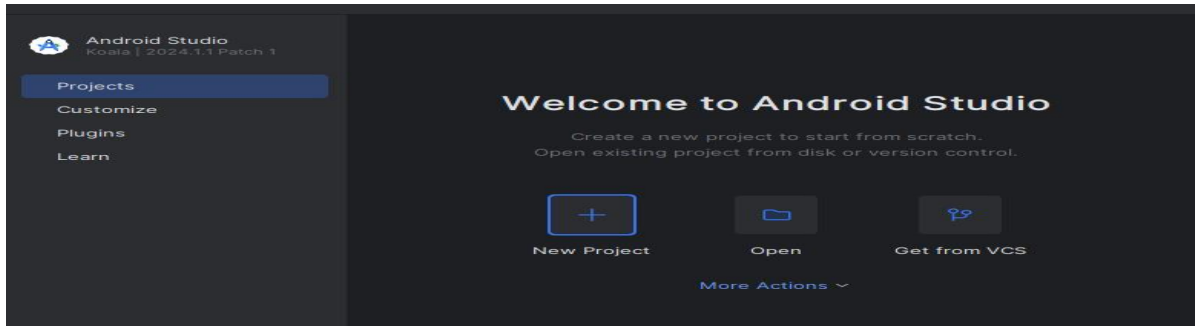 Android Studio
Koala | 2024.1.1 Patch 1
Projects
Customize
Plugins
Learn
Welcome to Android Studio
Create a new project to start from scratch.
Open existing project from disk or version control.
New Project
Open
Get from VCS
More Actions